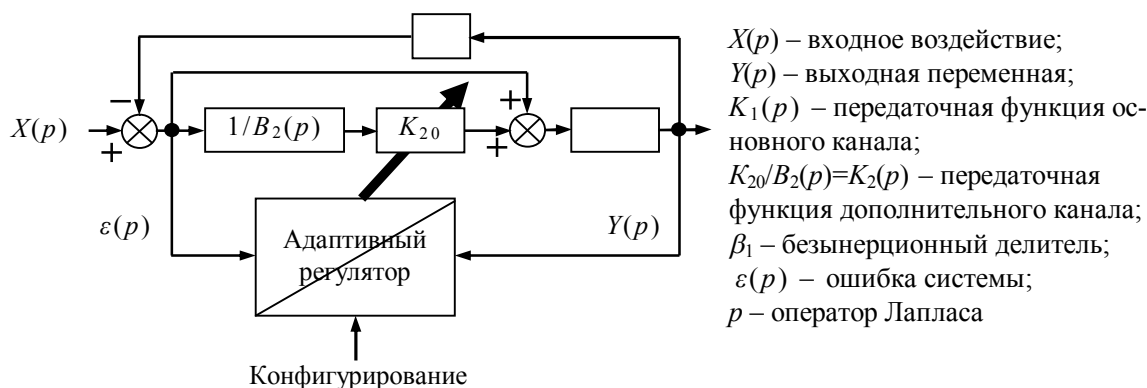 −
X(p)
+
1/B₂(p)
K₂₀
+
+
ε(p)
Адаптивный
регулятор
Y(p)
Конфигурирование
X(p) – входное воздействие;
Y(p) – выходная переменная;
K₁(p) – передаточная функция ос-
новного канала;
K₂₀/B₂(p)=K₂(p) – передаточная
функция дополнительного канала;
β₁ – безынерционный делитель;
ε(p) – ошибка системы;
p – оператор Лапласа